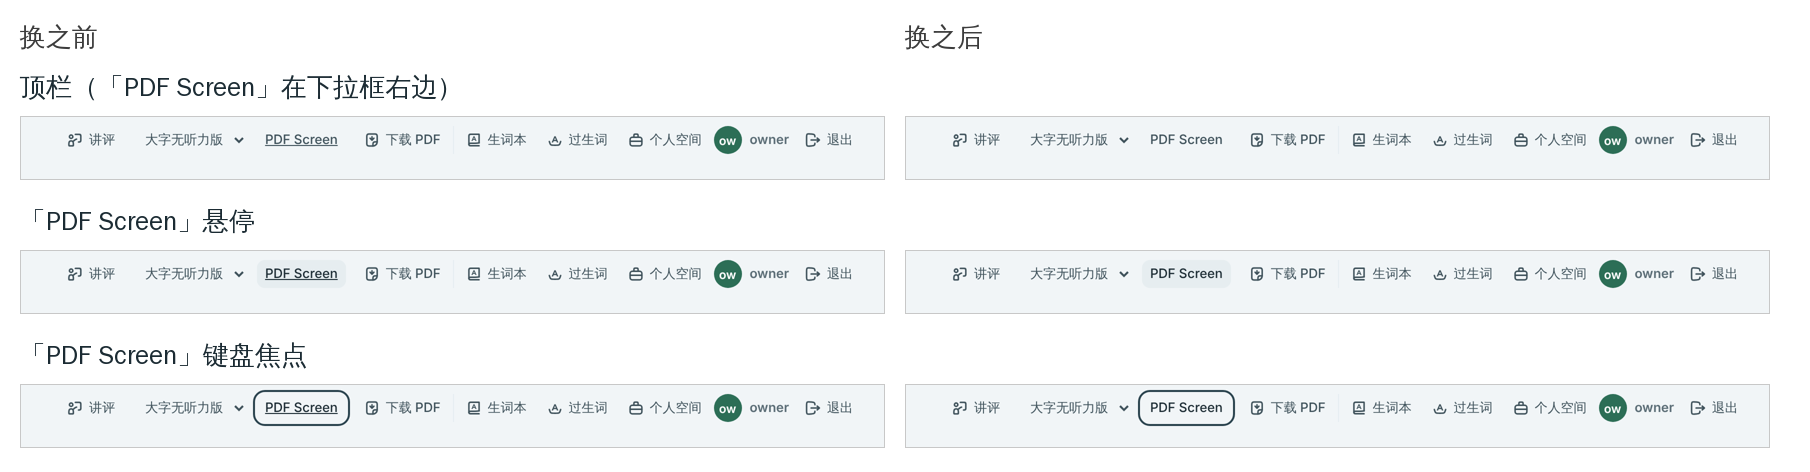 换之前
换之后
顶栏（「PDF Screen」在下拉框右边）
讲评 大字无听力版 PDF Screen 下载 PDF 生词本 过生词 个人空间 ow owner 退出
讲评 大字无听力版 PDF Screen 下载 PDF 生词本 过生词 个人空间 ow owner 退出
「PDF Screen」悬停
讲评 大字无听力版 PDF Screen 下载 PDF 生词本 过生词 个人空间 ow owner 退出
讲评 大字无听力版 PDF Screen 下载 PDF 生词本 过生词 个人空间 ow owner 退出
「PDF Screen」键盘焦点
讲评 大字无听力版 PDF Screen 下载 PDF 生词本 过生词 个人空间 ow owner 退出
讲评 大字无听力版 PDF Screen 下载 PDF 生词本 过生词 个人空间 ow owner 退出